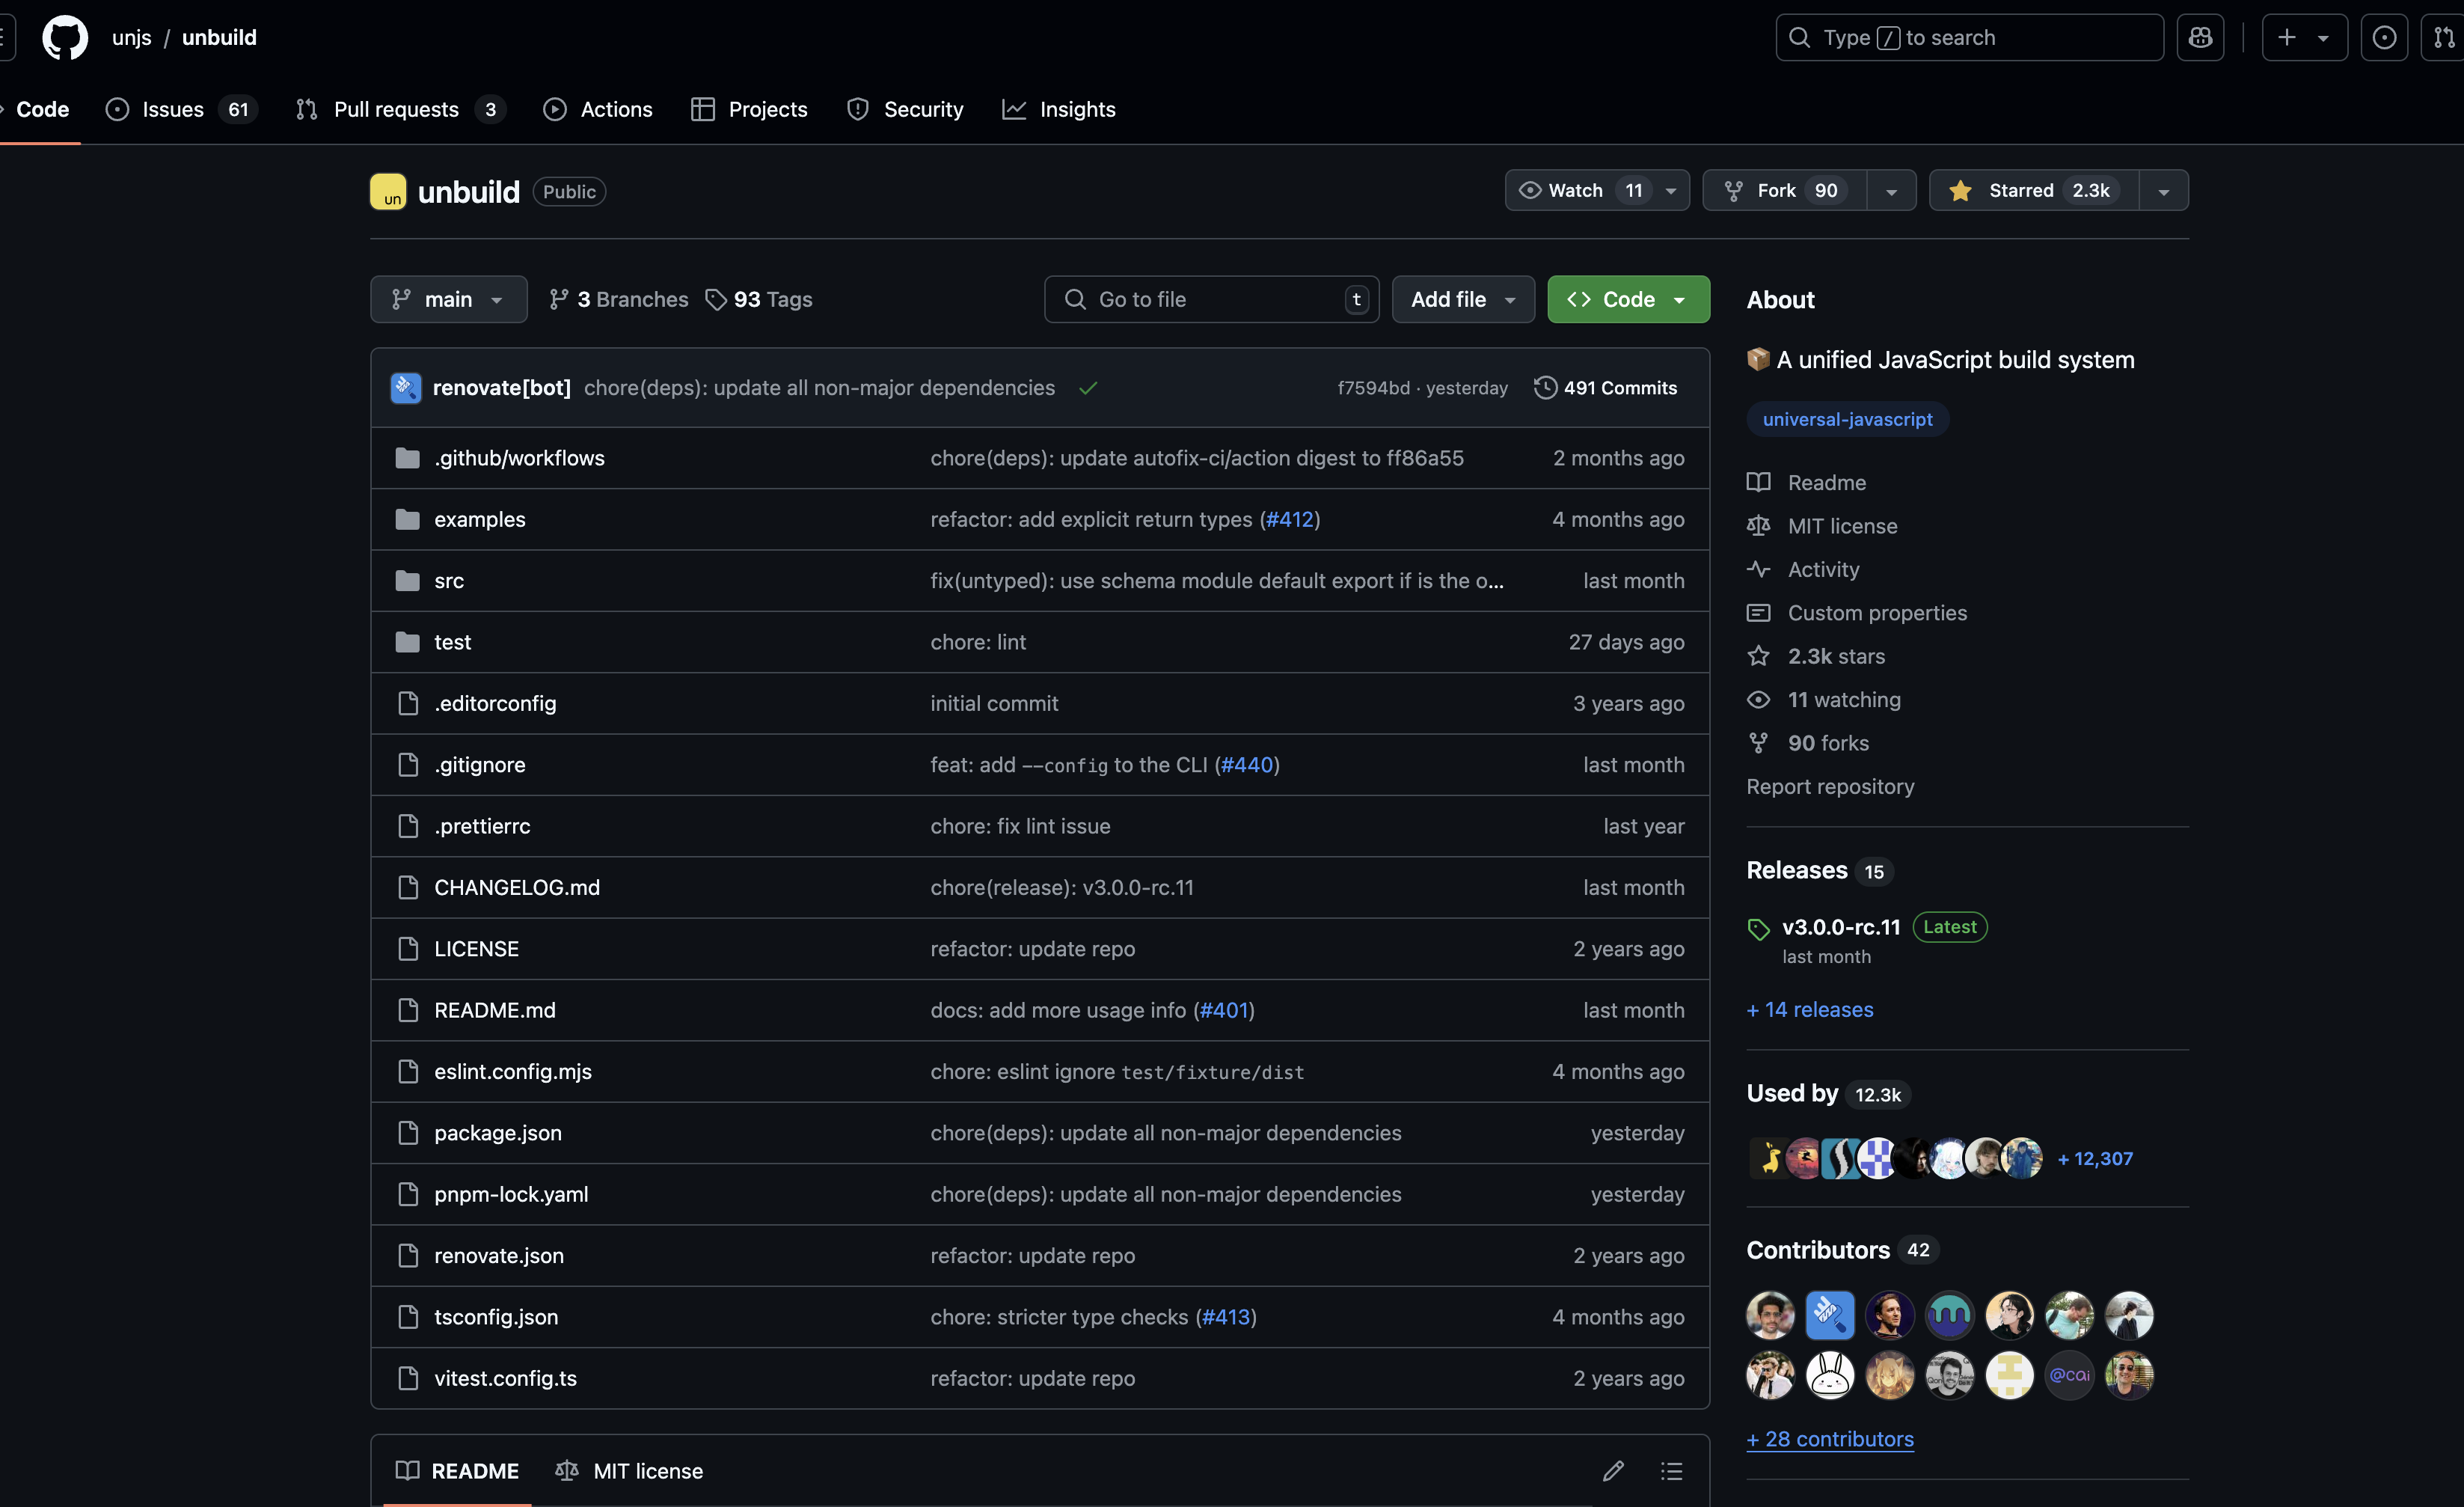 unjs / unbuild
Type / to search
Code
Issues 61
Pull requests 3
Actions
Projects
Security
Insights
un
unbuild Public
Watch 11
Fork 90
Starred 2.3k
main
3 Branches
93 Tags
Go to file t
Add file
Code
renovate[bot] chore(deps): update all non-major dependencies f7594bd · yesterday 491 Commits
.github/workflows chore(deps): update autofix-ci/action digest to ff86a55 2 months ago
examples refactor: add explicit return types (#412) 4 months ago
src fix(untyped): use schema module default export if is the o... last month
test chore: lint 27 days ago
.editorconfig initial commit 3 years ago
.gitignore feat: add --config to the CLI (#440) last month
.prettierrc chore: fix lint issue last year
CHANGELOG.md chore(release): v3.0.0-rc.11 last month
LICENSE refactor: update repo 2 years ago
README.md docs: add more usage info (#401) last month
eslint.config.mjs chore: eslint ignore test/fixture/dist 4 months ago
package.json chore(deps): update all non-major dependencies yesterday
pnpm-lock.yaml chore(deps): update all non-major dependencies yesterday
renovate.json refactor: update repo 2 years ago
tsconfig.json chore: stricter type checks (#413) 4 months ago
vitest.config.ts refactor: update repo 2 years ago
README
MIT license
About
A unified JavaScript build system
universal-javascript
Readme
MIT license
Activity
Custom properties
2.3k stars
11 watching
90 forks
Report repository
Releases 15
v3.0.0-rc.11 Latest
last month
+ 14 releases
Used by 12.3k
+ 12,307
Contributors 42
@cai
+ 28 contributors